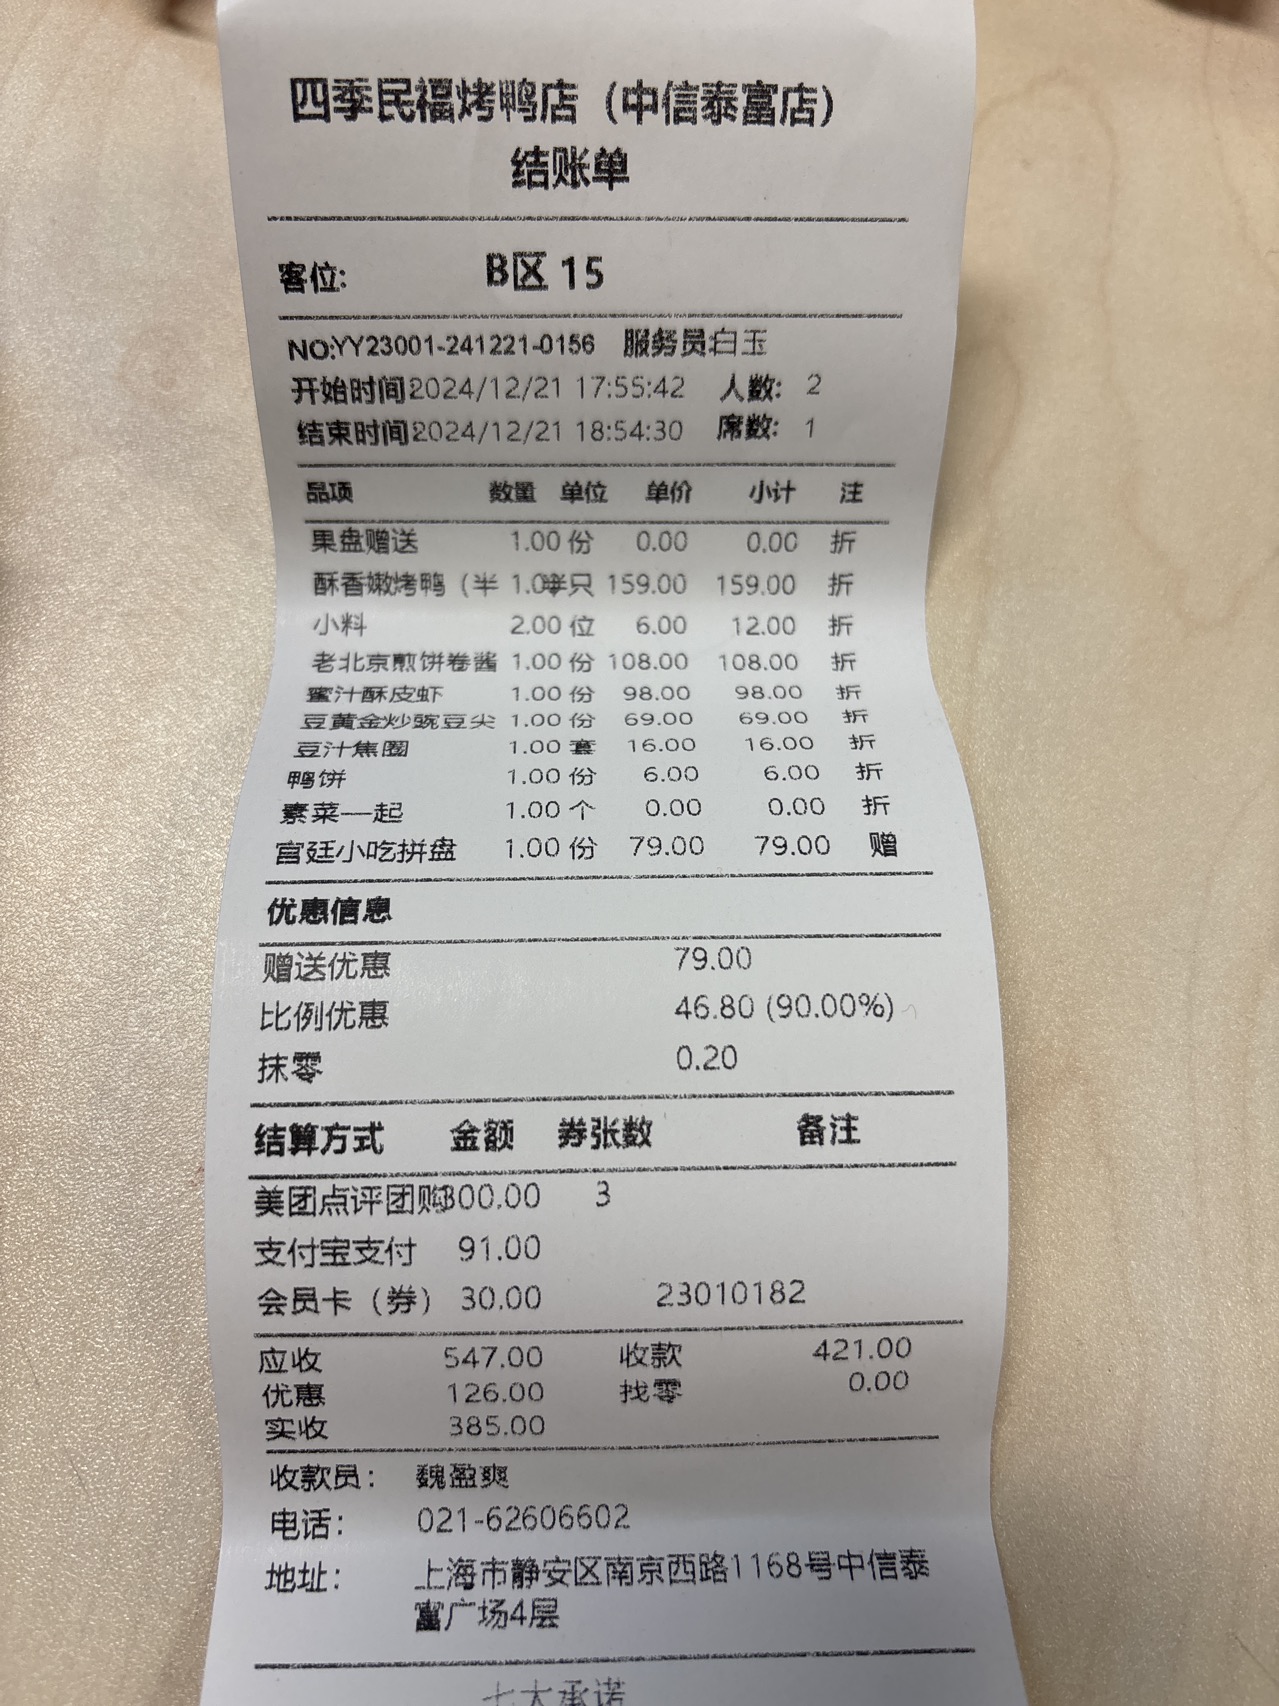 四季民福烤鸭店（中信泰富店）
结账单
客位: B区 15
NO:YY23001-241221-0156 服务员:白玉
开始时间2024/12/21 17:55:42 人数: 2
结束时间2024/12/21 18:54:30 席数: 1
品项 数量 单位 单价 小计 注
果盘赠送 1.00 份 0.00 0.00 折
酥香嫩烤鸭（半 1.00 半只 159.00 159.00 折
小料 2.00 位 6.00 12.00 折
老北京煎饼卷酱 1.00 份 108.00 108.00 折
蜜汁酥皮虾 1.00 份 98.00 98.00 折
豆黄金炒豌豆尖 1.00 份 69.00 69.00 折
豆汁焦圈 1.00 套 16.00 16.00 折
鸭饼 1.00 份 6.00 6.00 折
素菜一起 1.00 个 0.00 0.00 折
宫廷小吃拼盘 1.00 份 79.00 79.00 赠
优惠信息
赠送优惠 79.00
比例优惠 46.80 (90.00%)
抹零 0.20
结算方式 金额 券张数 备注
美团点评团购300.00 3
支付宝支付 91.00
会员卡（券） 30.00 23010182
应收 547.00 收款 421.00
优惠 126.00 找零 0.00
实收 385.00
收款员: 魏盈爽
电话: 021-62606602
地址: 上海市静安区南京西路1168号中信泰
富广场4层
七大承诺